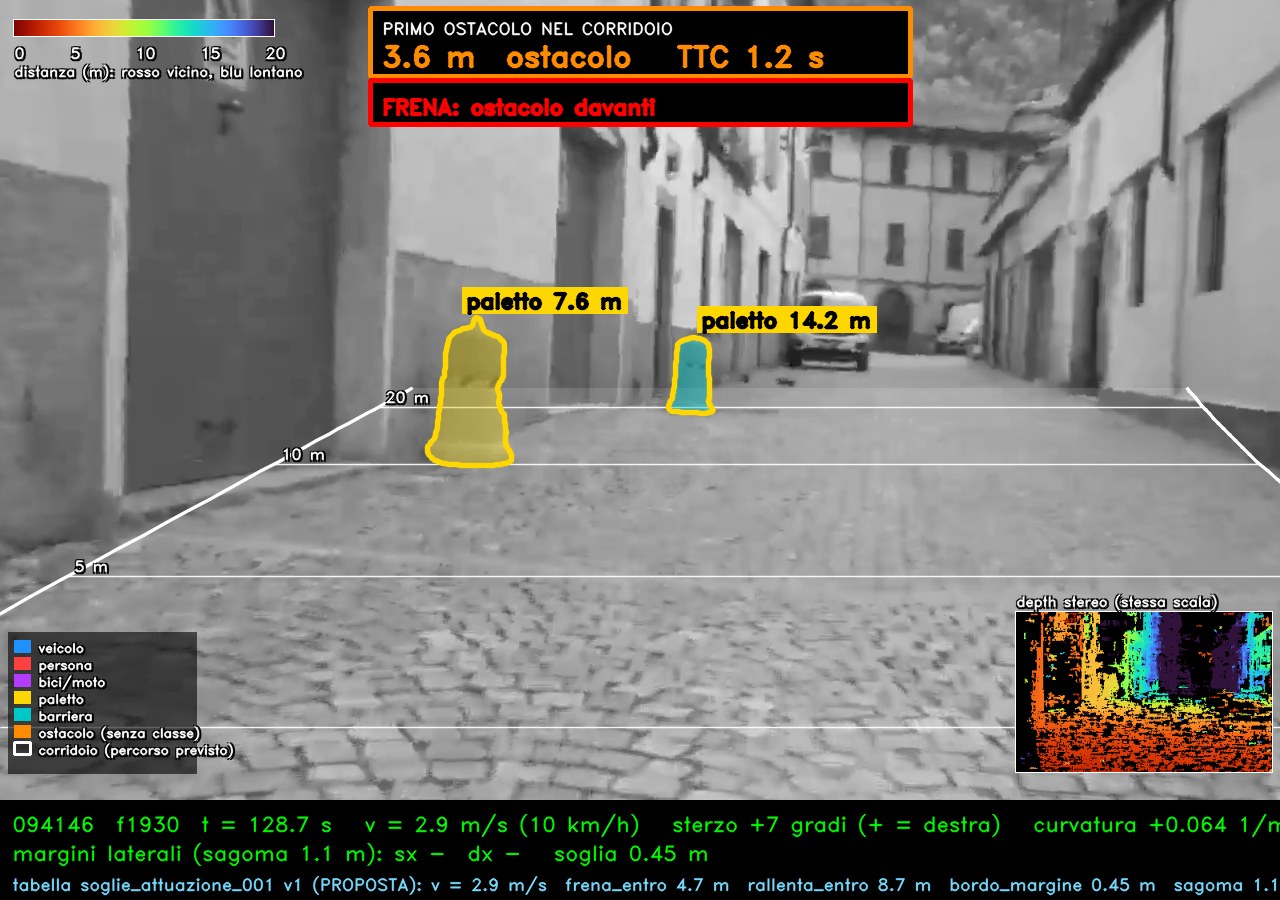 0 5 10 15 20
distanza (m): rosso vicino, blu lontano
PRIMO OSTACOLO NEL CORRIDOIO
3.6 m ostacolo TTC 1.2 s
FRENA: ostacolo davanti
paletto 7.6 m
paletto 14.2 m
20 m
10 m
5 m
depth stereo (stessa scala)
veicolo
persona
bici/moto
paletto
barriera
ostacolo (senza classe)
corridoio (percorso previsto)
094146 f1930 t = 128.7 s v = 2.9 m/s (10 km/h) sterzo +7 gradi (+ = destra) curvatura +0.064 1/m
margini laterali (sagoma 1.1 m): sx - dx - soglia 0.45 m
tabella soglie_attuazione_001 v1 (PROPOSTA): v = 2.9 m/s frena_entro 4.7 m rallenta_entro 8.7 m bordo_margine 0.45 m sagoma 1.1